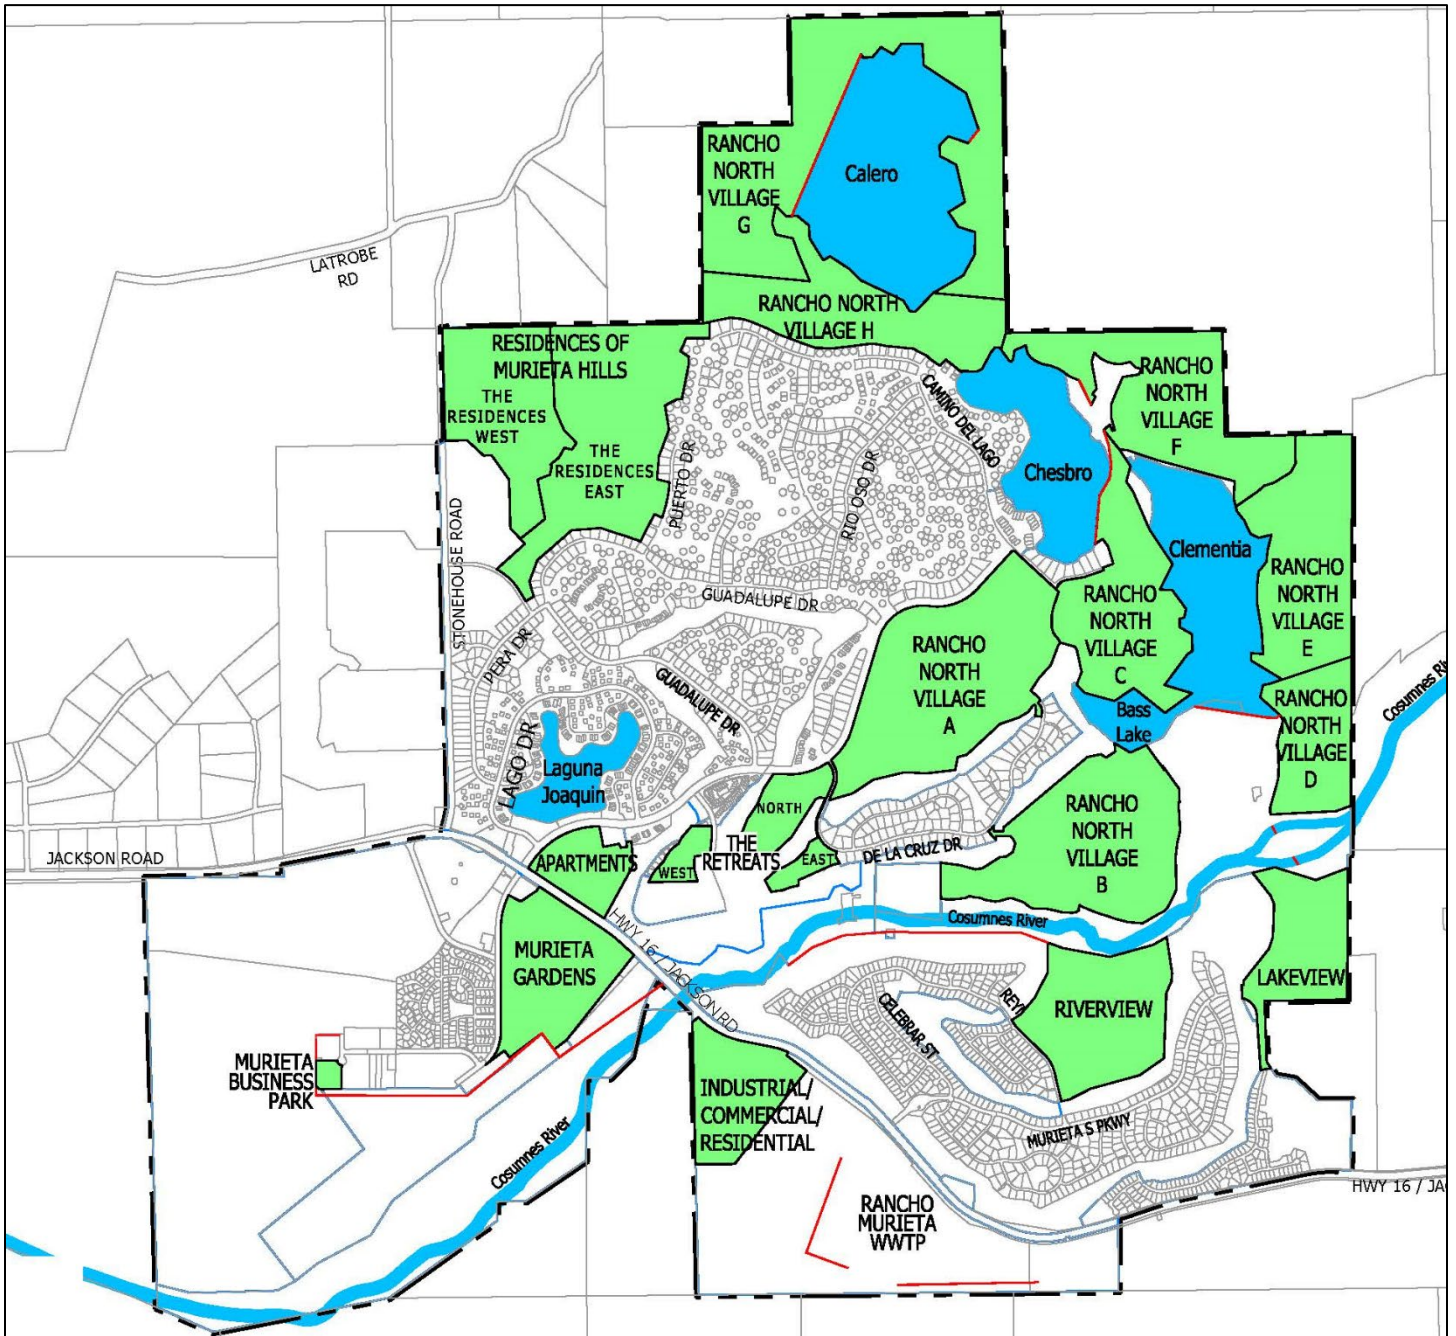 RANCHO
NORTH
VILLAGE
G
Calero
LATROBE
RD
RANCHO NORTH
VILLAGE H
RESIDENCES OF
MURIETA HILLS
THE
RESIDENCES
WEST
THE
RESIDENCES
EAST
PUERTO DR
RIO OSO DR
CAMINO DEL LAGO
Chesbro
RANCHO
NORTH
VILLAGE
F
Clementia
STONEHOUSE ROAD
GUADALUPE DR
RANCHO
NORTH
VILLAGE
E
RANCHO
NORTH
VILLAGE
C
RANCHO
NORTH
VILLAGE
A
PERA DR
GUADALUPE DR
LAGO DR
Laguna
Joaquin
Bass
Lake
RANCHO
NORTH
VILLAGE
D
Cosumnes Riv
RANCHO
NORTH
VILLAGE
B
NORTH
THE
RETREATS
WEST
EAST
DE LA CRUZ DR
JACKSON ROAD
APARTMENTS
MURIETA
GARDENS
HWY 16 / JACKSON RD
Cosumnes River
LAKEVIEW
RIVERVIEW
REYN
CELEBRAR ST
MURIETA S PKWY
MURIETA
BUSINESS
PARK
INDUSTRIAL/
COMMERCIAL/
RESIDENTIAL
Cosumnes River
RANCHO
MURIETA
WWTP
HWY 16 / JA